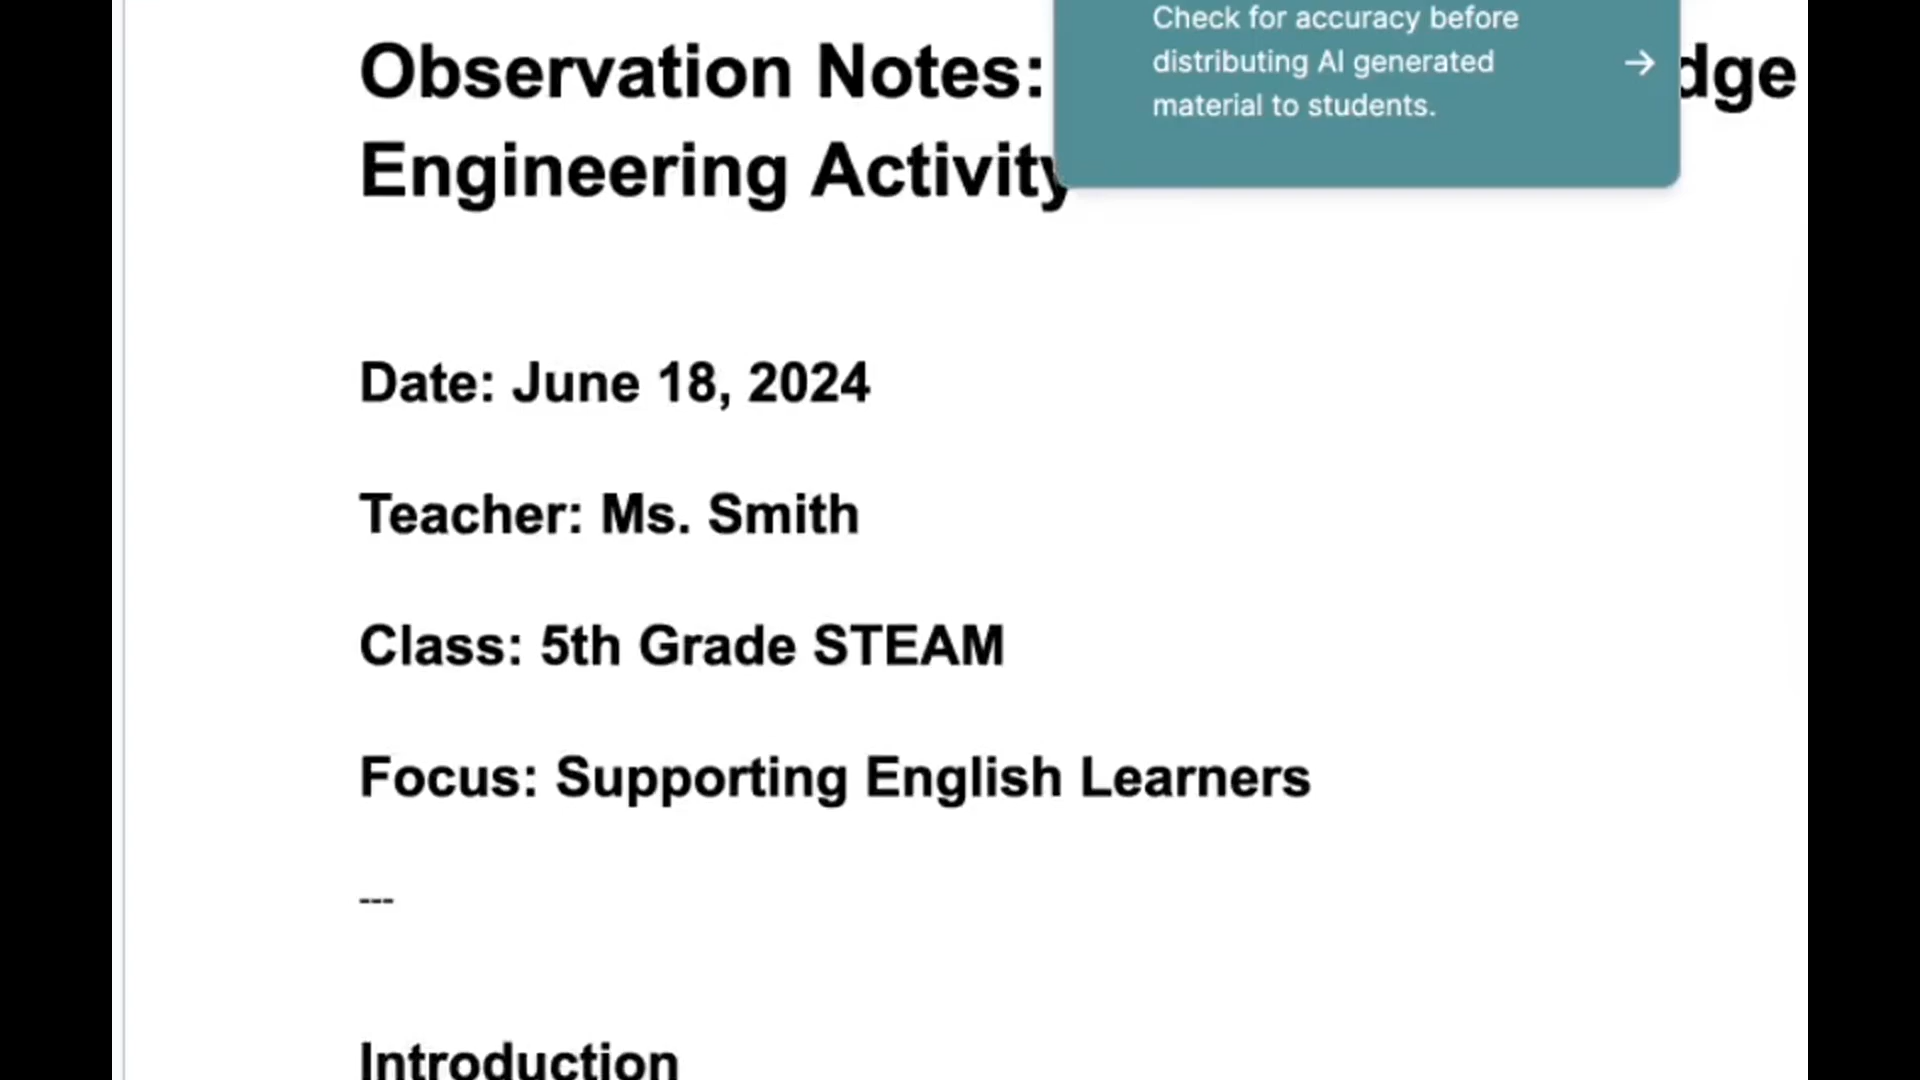 Check for accuracy before
distributing AI generated
material to students.
→
Observation Notes:
Engineering Activity
Date: June 18, 2024
Teacher: Ms. Smith
Class: 5th Grade STEAM
Focus: Supporting English Learners
---
Introduction